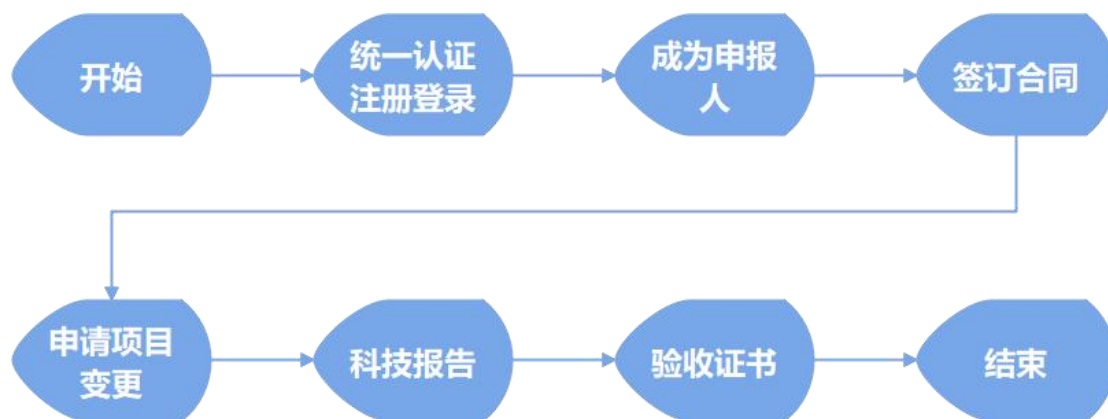 开始
统一认证
注册登录
成为申报
人
签订合同
申请项目
变更
科技报告
验收证书
结束